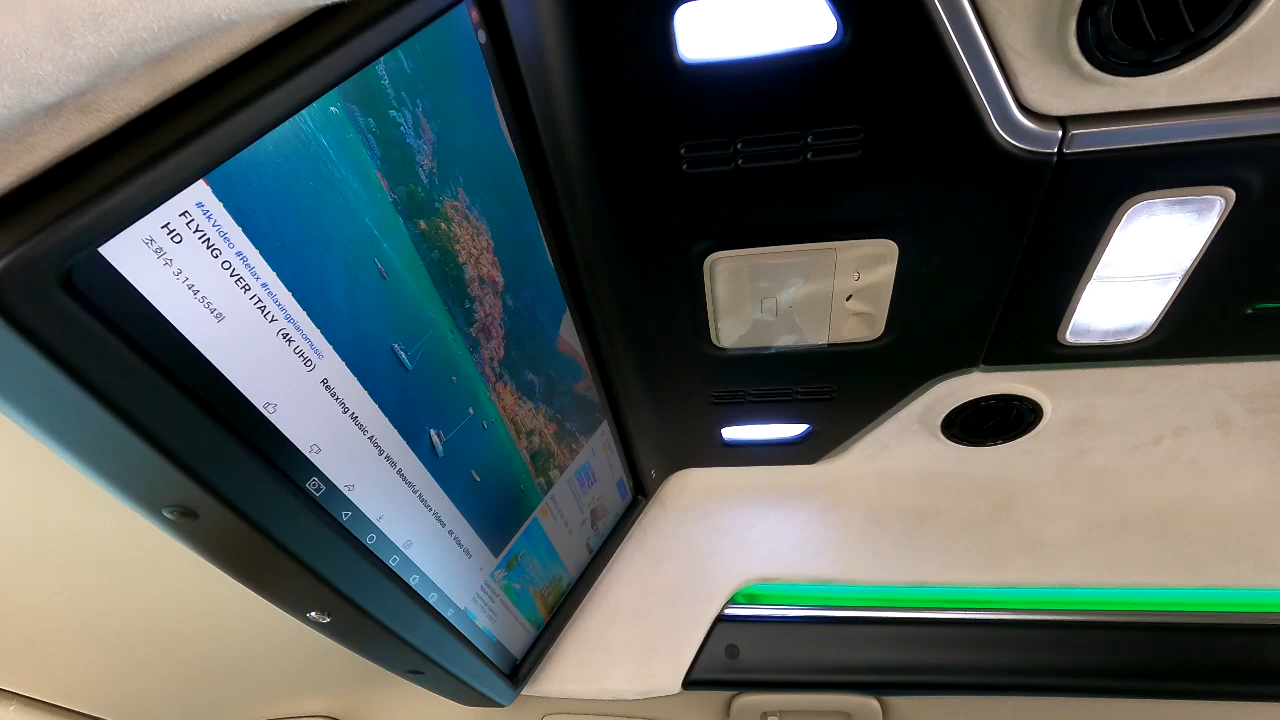 #4kVideo #Relax #relaxingpianomusic
FLYING OVER ITALY (4K UHD) Relaxing Music Along With Beautiful Nature Videos 4K Video Ultra
HD
조회수 3,144,554회